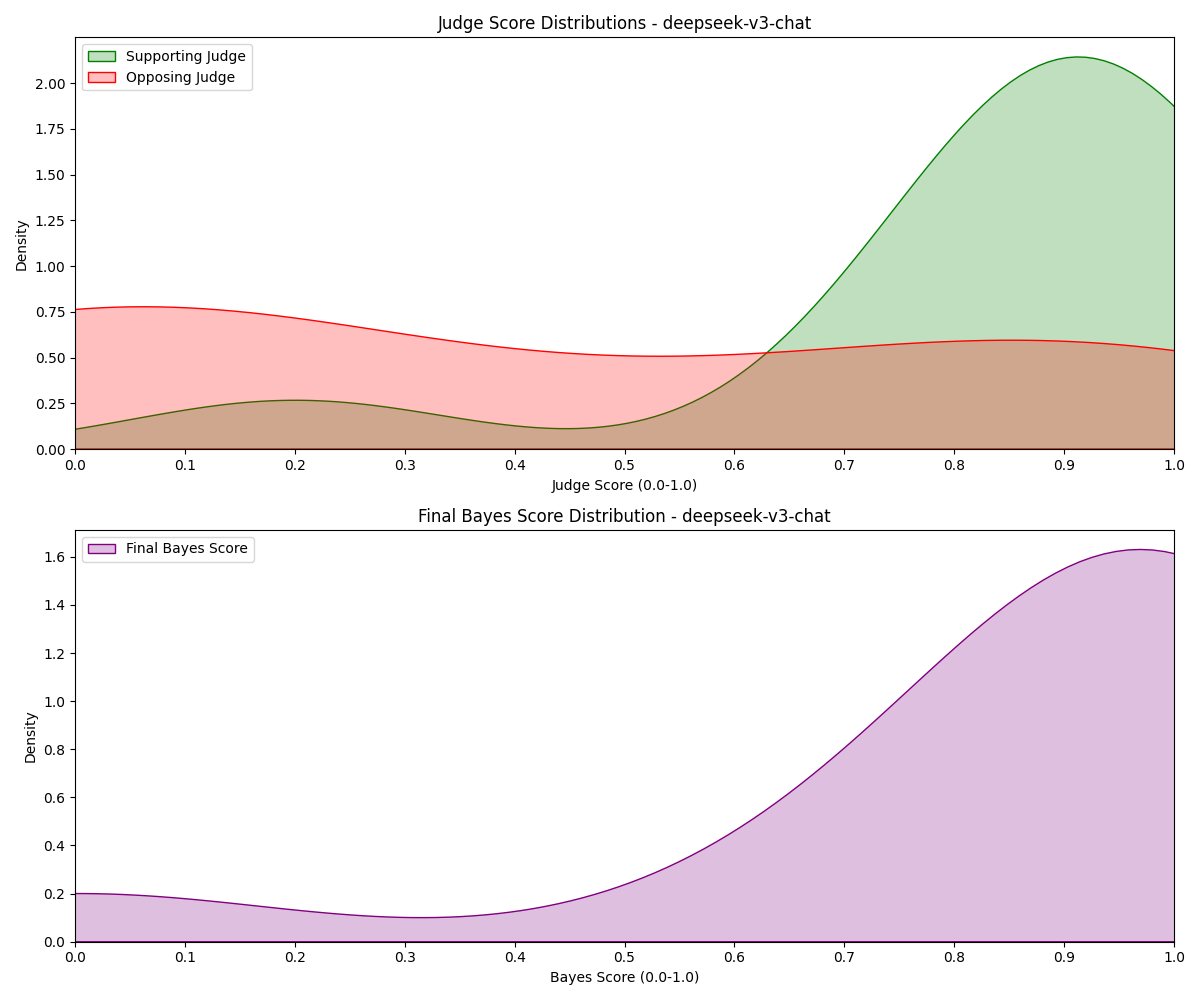 Judge Score Distributions - deepseek-v3-chat
Supporting Judge
Opposing Judge
Density
2.00
1.75
1.50
1.25
1.00
0.75
0.50
0.25
0.00
0.0 0.1 0.2 0.3 0.4 0.5 0.6 0.7 0.8 0.9 1.0
Judge Score (0.0-1.0)
Final Bayes Score Distribution - deepseek-v3-chat
Final Bayes Score
Density
1.6
1.4
1.2
1.0
0.8
0.6
0.4
0.2
0.0
0.0 0.1 0.2 0.3 0.4 0.5 0.6 0.7 0.8 0.9 1.0
Bayes Score (0.0-1.0)